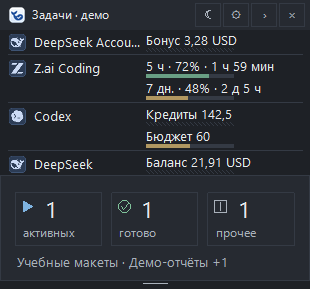 Задачи · демо
DeepSeek Accou... Бонус 3,28 USD
Z.ai Coding 5 ч · 72% · 1 ч 59 мин
7 дн. · 48% · 2 д 5 ч
Codex Кредиты 142,5
Бюджет 60
DeepSeek Баланс 21,91 USD
1 1 1
активных готово прочее
Учебные макеты · Демо-отчёты +1